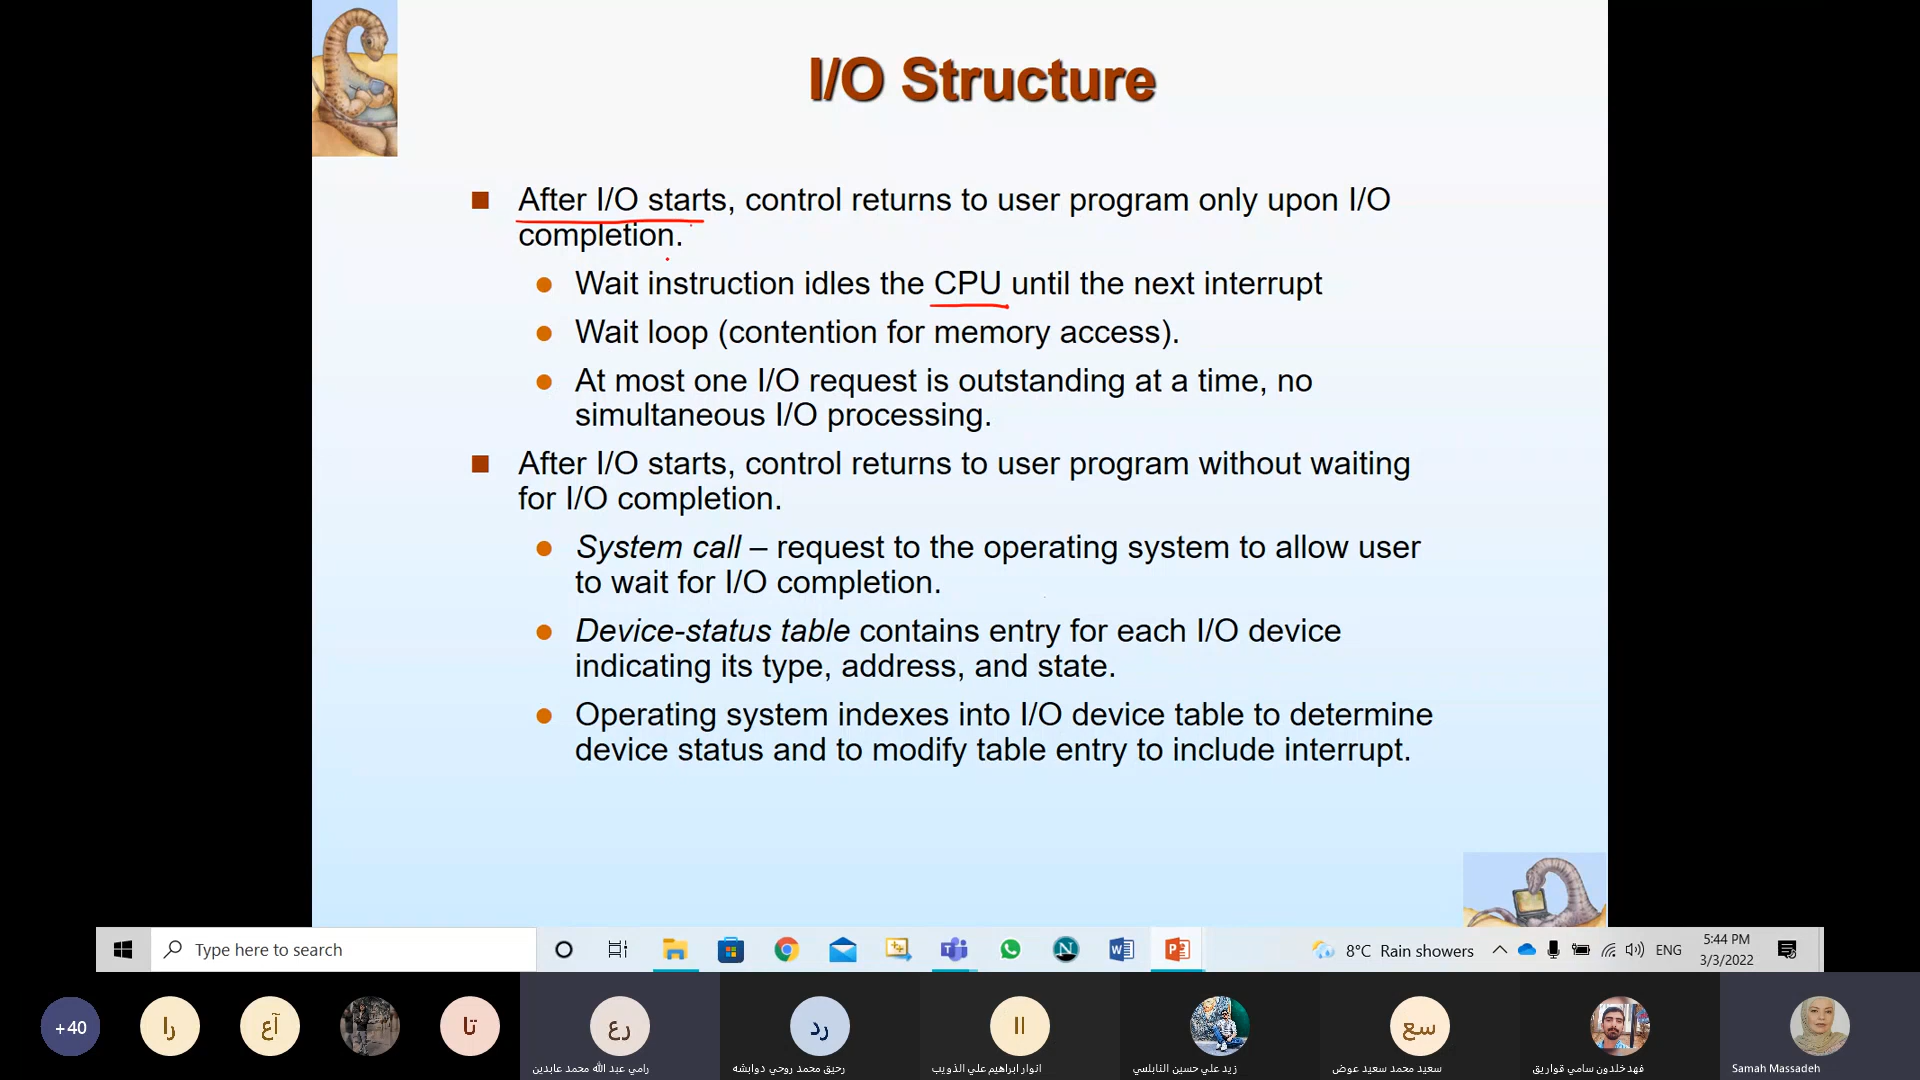 I/O Structure
After I/O starts, control returns to user program only upon I/O
completion.
Wait instruction idles the CPU until the next interrupt
Wait loop (contention for memory access).
At most one I/O request is outstanding at a time, no
simultaneous I/O processing.
After I/O starts, control returns to user program without waiting
for I/O completion.
System call – request to the operating system to allow user
to wait for I/O completion.
Device-status table contains entry for each I/O device
indicating its type, address, and state.
Operating system indexes into I/O device table to determine
device status and to modify table entry to include interrupt.
Type here to search
8°C Rain showers
ENG
5:44 PM
3/3/2022
+40
را
آع
تا
رع
رد
اا
سع
رامي عبد الله محمد عابدين
رحيق محمد روحي دوابشه
انوار ابراهيم علي الذويب
زيد علي حسين النابلسي
سعيد محمد سعيد عوض
فهد خلدون سامي قواريق
Samah Massadeh